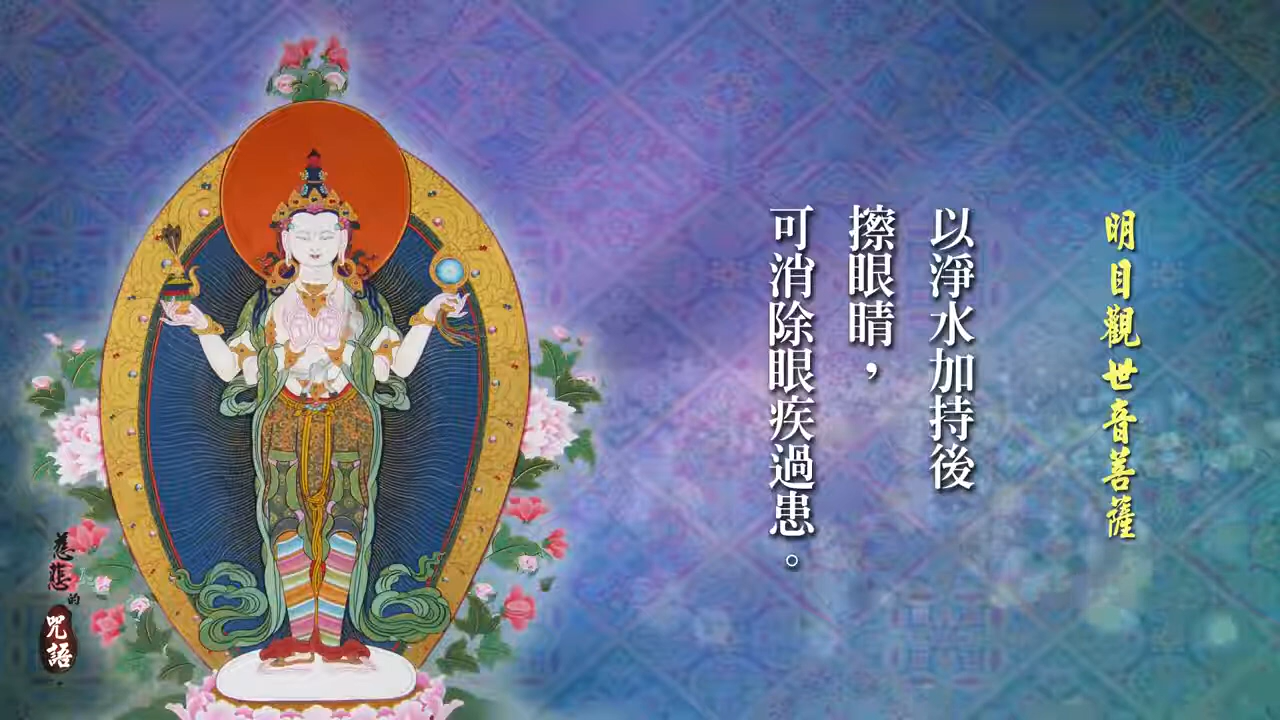 明目觀世音菩薩
以淨水加持後
擦眼睛，
可消除眼疾過患。
慈悲的
咒語